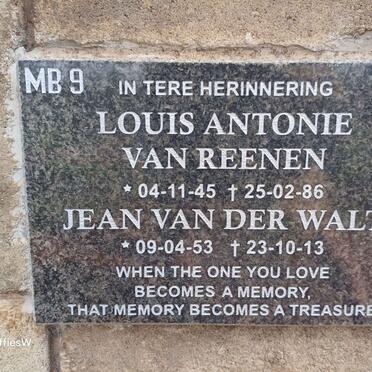 MB 9 IN TERE HERINNERING
LOUIS ANTONIE
VAN REENEN
* 04-11-45 † 25-02-86
JEAN VAN DER WALT
* 09-04-53 † 23-10-13
WHEN THE ONE YOU LOVE
BECOMES A MEMORY,
THAT MEMORY BECOMES A TREASURE